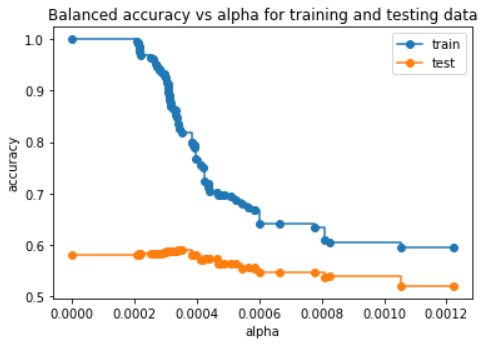 Balanced accuracy vs alpha for training and testing data
train
test
accuracy
1.0
0.9
0.8
0.7
0.6
0.5
0.0000 0.0002 0.0004 0.0006 0.0008 0.0010 0.0012
alpha